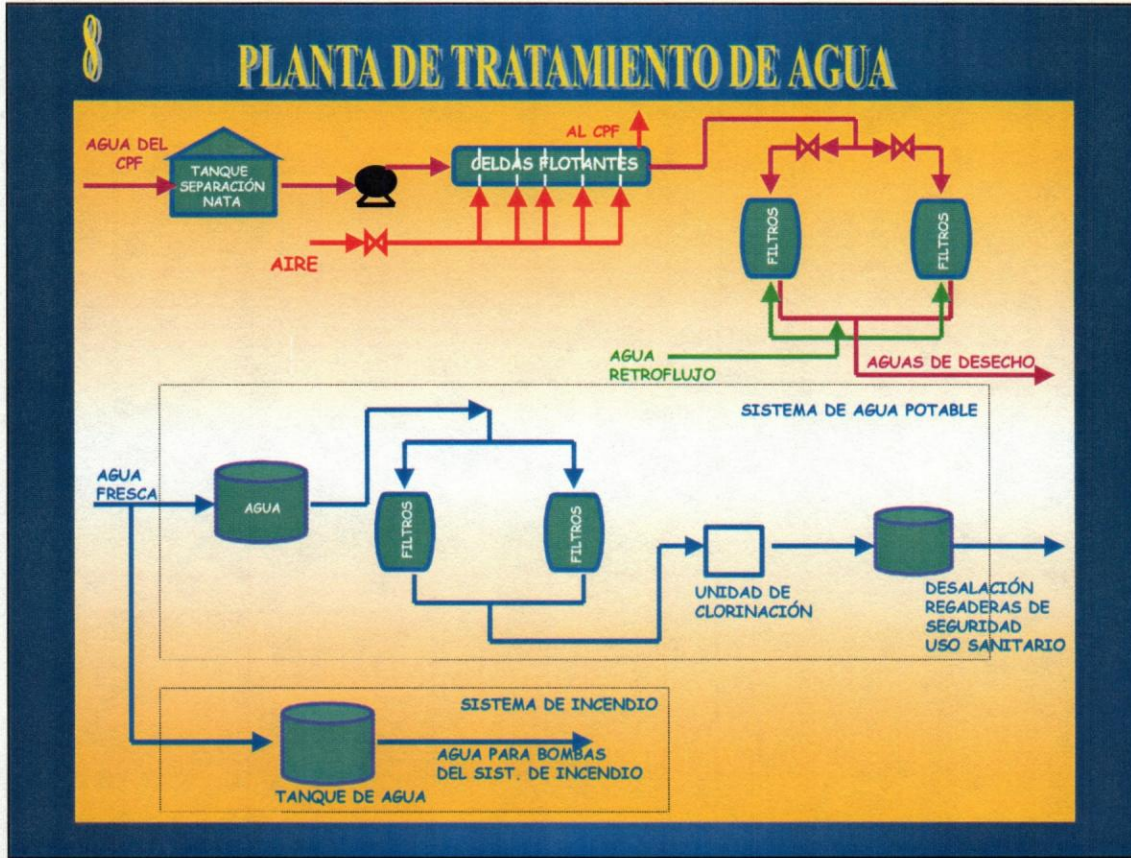 8
PLANTA DE TRATAMIENTO DE AGUA
AGUA DEL
CPF
TANQUE
SEPARACIÓN
NATA
AL CPF
CELDAS FLOTANTES
AIRE
FILTROS
FILTROS
AGUA
RETROFLUJO
AGUAS DE DESECHO
SISTEMA DE AGUA POTABLE
AGUA
FRESCA
AGUA
FILTROS
FILTROS
UNIDAD DE
CLORINACIÓN
DESALACIÓN
REGADERAS DE
SEGURIDAD
USO SANITARIO
SISTEMA DE INCENDIO
AGUA PARA BOMBAS
DEL SIST. DE INCENDIO
TANQUE DE AGUA